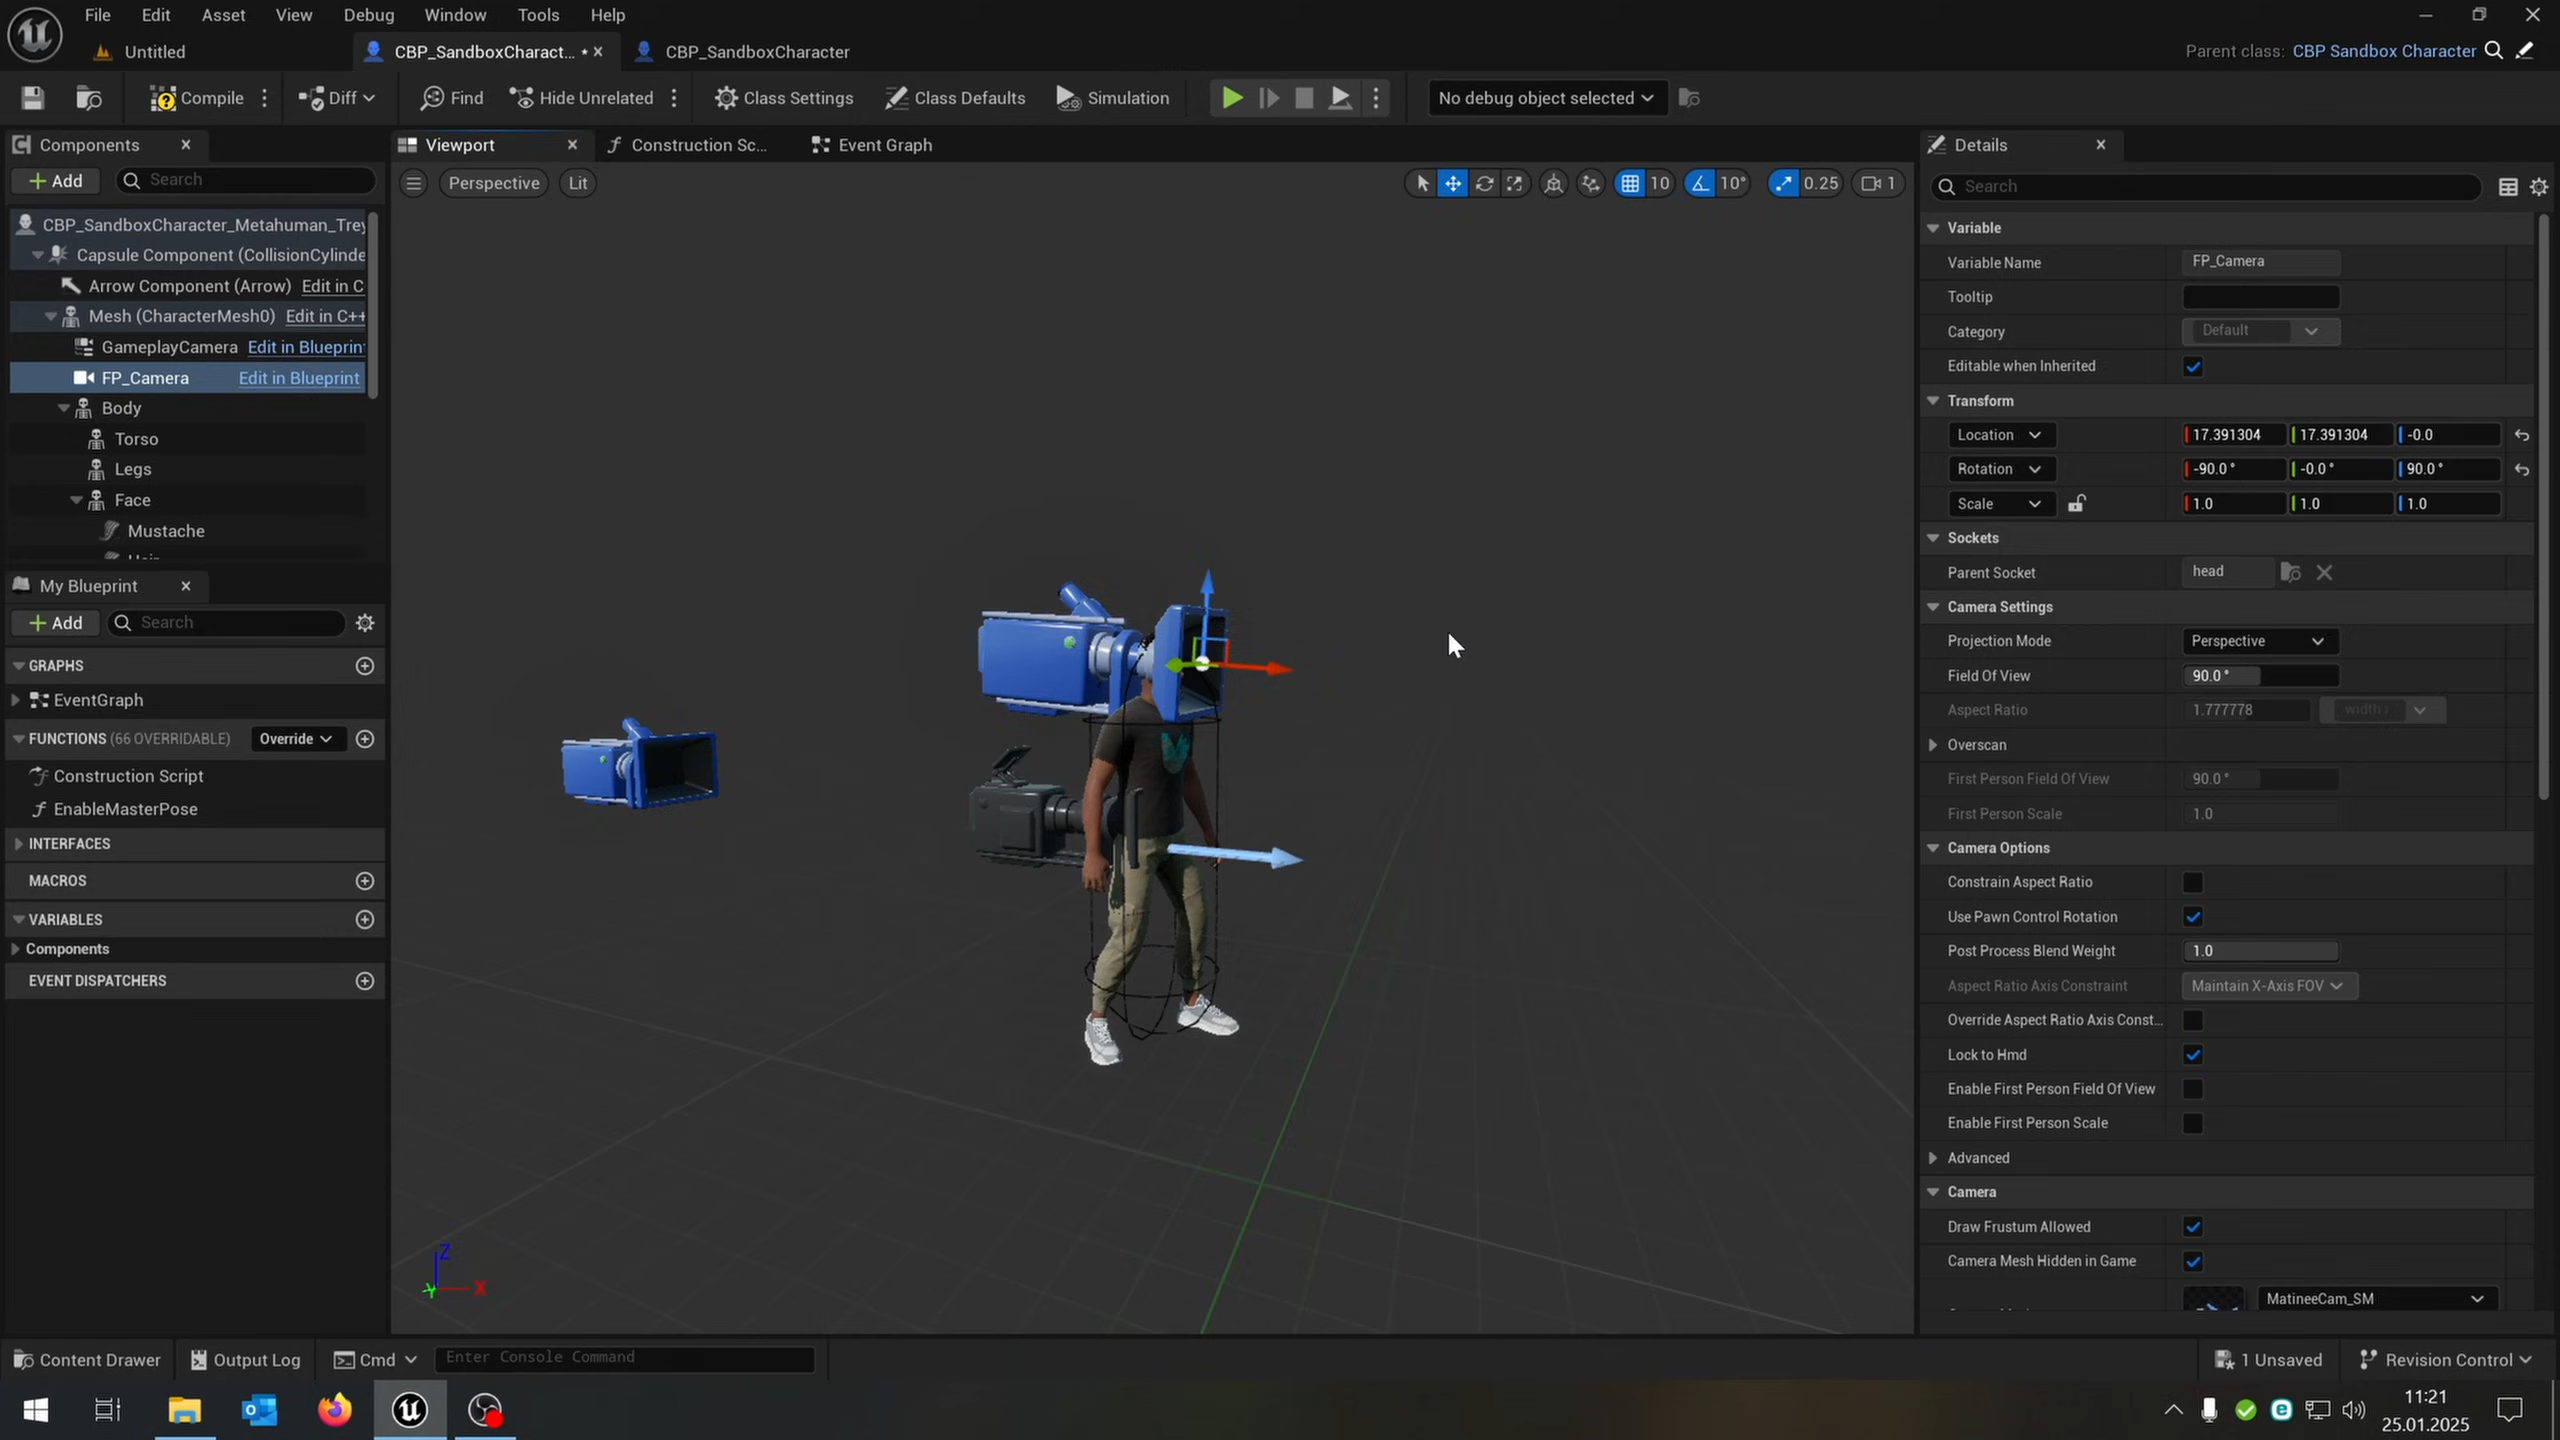 File Edit Asset View Debug Window Tools Help
Untitled CBP_SandboxCharact... CBP_SandboxCharacter Parent class: CBP Sandbox Character
Compile Diff Find Hide Unrelated Class Settings Class Defaults Simulation No debug object selected
Components Viewport Construction Sc... Event Graph Details
+ Add Search Perspective Lit 10 10° 0.25 1 Search
CBP_SandboxCharacter_Metahuman_Trey
Capsule Component (CollisionCylinde
Arrow Component (Arrow) Edit in C
Mesh (CharacterMesh0) Edit in C++
GameplayCamera Edit in Blueprin
FP_Camera Edit in Blueprint
Body
Torso
Legs
Face
Mustache
My Blueprint
+ Add Search
GRAPHS
EventGraph
FUNCTIONS (66 OVERRIDABLE) Override
Construction Script
EnableMasterPose
INTERFACES
MACROS
VARIABLES
Components
EVENT DISPATCHERS
Z
Y X
Variable
Variable Name FP_Camera
Tooltip
Category Default
Editable when Inherited
Transform
Location 17.391304 17.391304 -0.0
Rotation -90.0° -0.0° 90.0°
Scale 1.0 1.0 1.0
Sockets
Parent Socket head
Camera Settings
Projection Mode Perspective
Field Of View 90.0°
Aspect Ratio 1.777778
Overscan
First Person Field Of View 90.0°
First Person Scale 1.0
Camera Options
Constrain Aspect Ratio
Use Pawn Control Rotation
Post Process Blend Weight 1.0
Aspect Ratio Axis Constraint Maintain X-Axis FOV
Override Aspect Ratio Axis Const...
Lock to Hmd
Enable First Person Field Of View
Enable First Person Scale
Advanced
Camera
Draw Frustum Allowed
Camera Mesh Hidden in Game
MatineeCam_SM
Content Drawer Output Log Cmd Enter Console Command 1 Unsaved Revision Control
11:21
25.01.2025